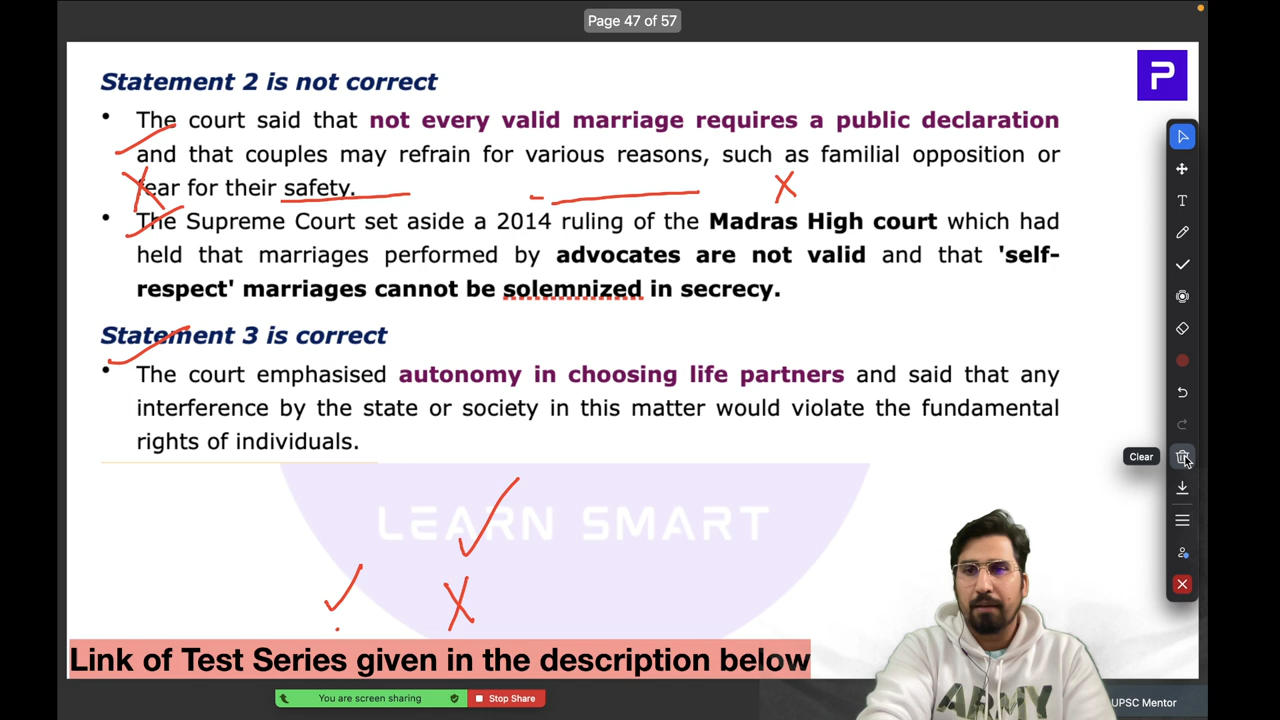 Page 47 of 57
Statement 2 is not correct
P
• The court said that not every valid marriage requires a public declaration
and that couples may refrain for various reasons, such as familial opposition or
fear for their safety.
• The Supreme Court set aside a 2014 ruling of the Madras High court which had
held that marriages performed by advocates are not valid and that 'self-
respect' marriages cannot be solemnized in secrecy.
Statement 3 is correct
• The court emphasised autonomy in choosing life partners and said that any
interference by the state or society in this matter would violate the fundamental
rights of individuals.
Clear
LEARN SMART
Link of Test Series given in the description below
ARMY
You are screen sharing
Stop Share
UPSC Mentor